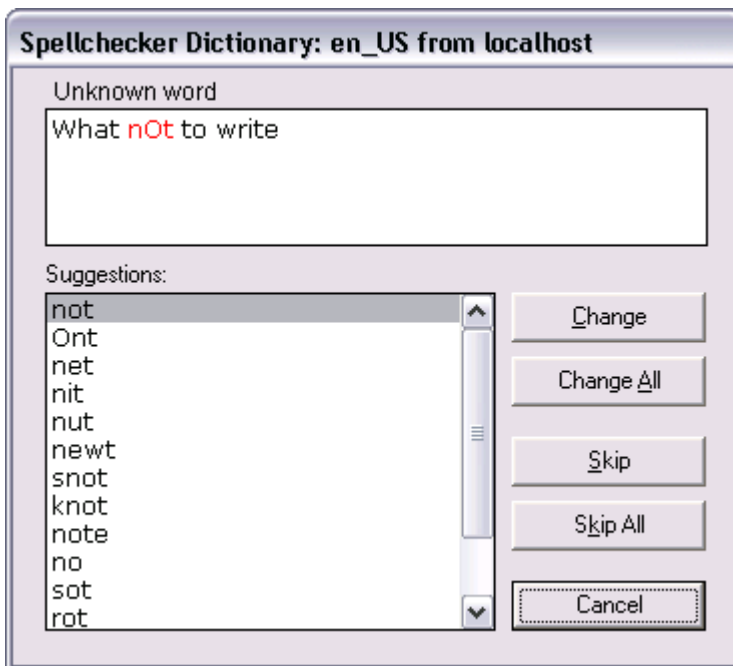 Spellchecker Dictionary: en_US from localhost
Unknown word
What nOt to write
Suggestions:
not
Ont
net
nit
nut
newt
snot
knot
note
no
sot
rot
Change
Change All
Skip
Skip All
Cancel